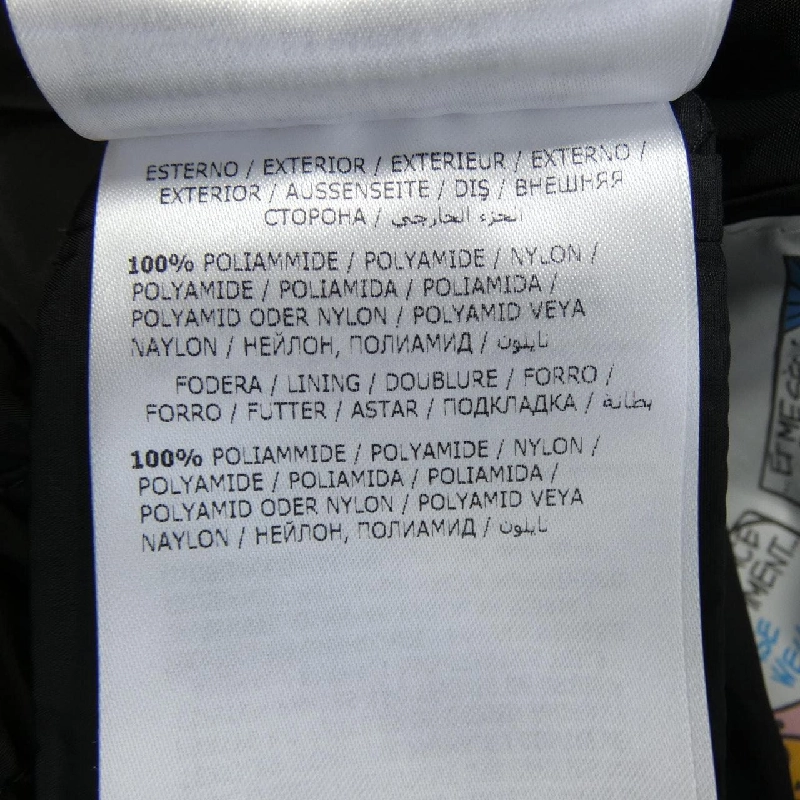 ESTERNO / EXTERIOR / EXTERIEUR / EXTERNO /
EXTERIOR / AUSSENSEITE / DIŞ / ВНЕШНЯЯ
СТОРОНА / الجزء الخارجي
100% POLIAMMIDE / POLYAMIDE / NYLON /
POLYAMIDE / POLIAMIDA / POLIAMIDA /
POLYAMID ODER NYLON / POLYAMID VEYA
NAYLON / НЕЙЛОН, ПОЛИАМИД / نايلون
FODERA / LINING / DOUBLURE / FORRO /
FORRO / FUTTER / ASTAR / ПОДКЛАДКА / بطانة
100% POLIAMMIDE / POLYAMIDE / NYLON /
POLYAMIDE / POLIAMIDA / POLIAMIDA /
POLYAMID ODER NYLON / POLYAMID VEYA
NAYLON / НЕЙЛОН, ПОЛИАМИД / نايلون